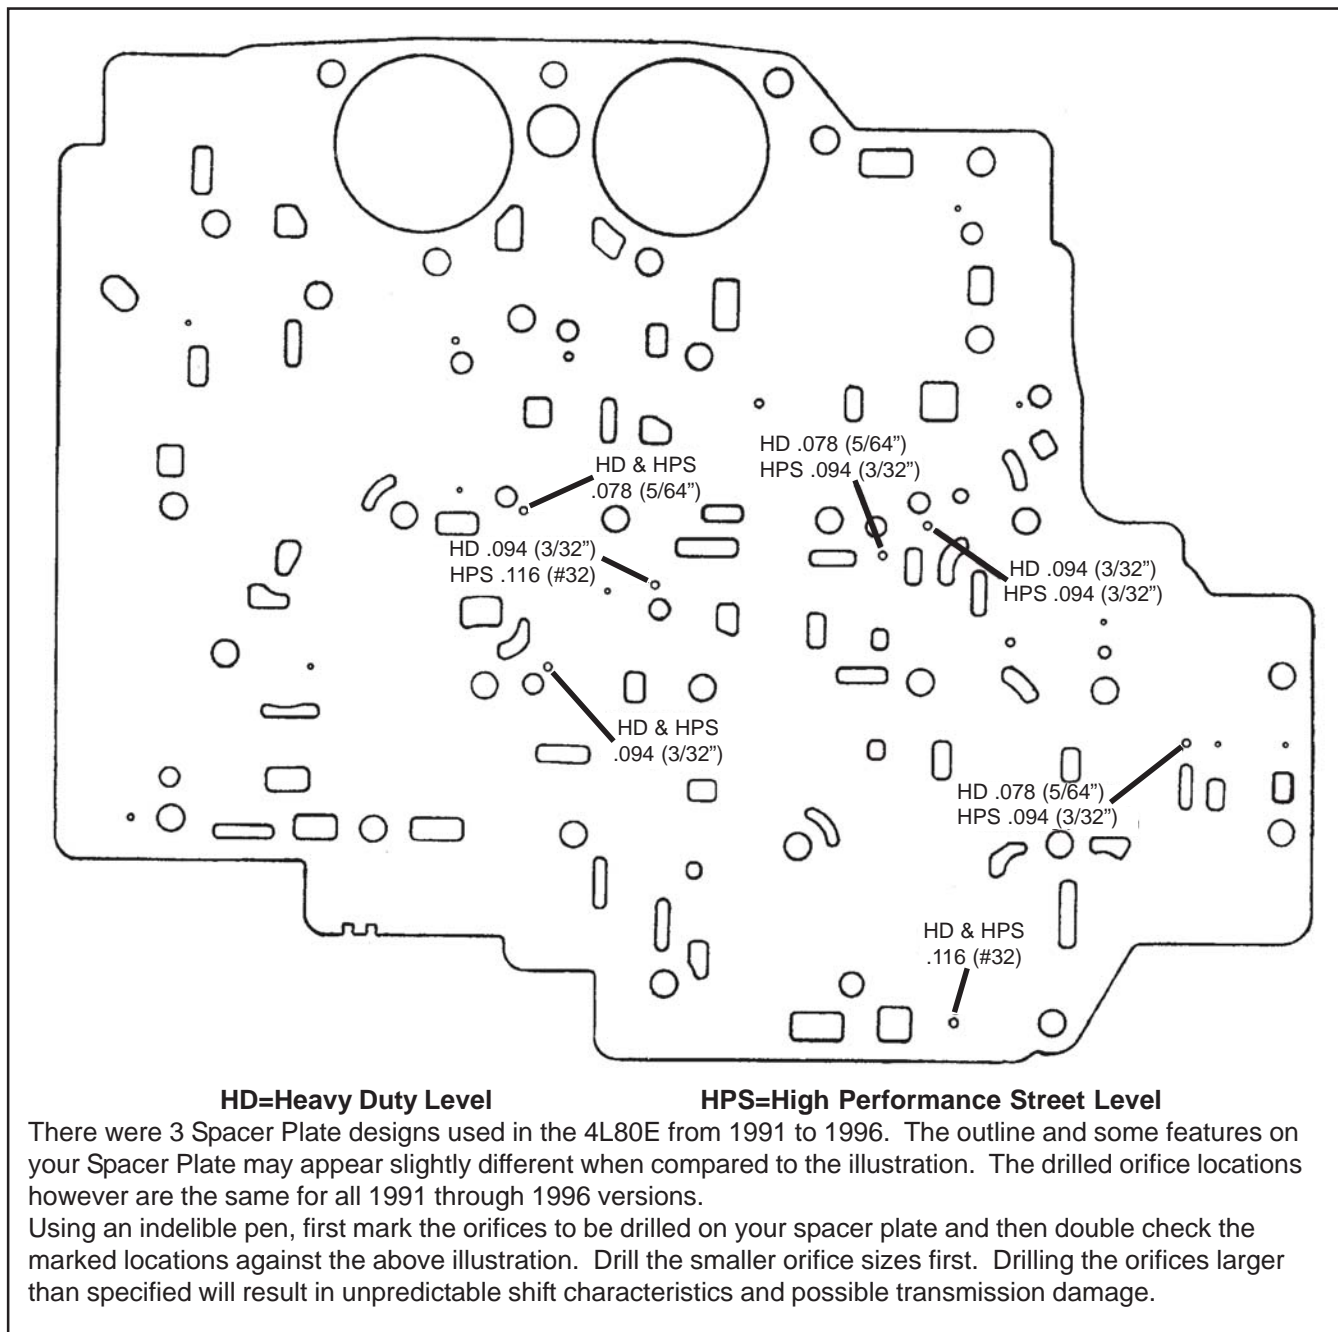 HD .078 (5/64”)
HPS .094 (3/32”)
HD & HPS
.078 (5/64”)
HD .094 (3/32”)
HPS .116 (#32)
HD .094 (3/32”)
HPS .094 (3/32”)
HD & HPS
.094 (3/32”)
HD .078 (5/64”)
HPS .094 (3/32”)
HD & HPS
.116 (#32)
HD=Heavy Duty Level
HPS=High Performance Street Level
There were 3 Spacer Plate designs used in the 4L80E from 1991 to 1996.  The outline and some features on
your Spacer Plate may appear slightly different when compared to the illustration.  The drilled orifice locations
however are the same for all 1991 through 1996 versions.
Using an indelible pen, first mark the orifices to be drilled on your spacer plate and then double check the
marked locations against the above illustration.  Drill the smaller orifice sizes first.  Drilling the orifices larger
than specified will result in unpredictable shift characteristics and possible transmission damage.